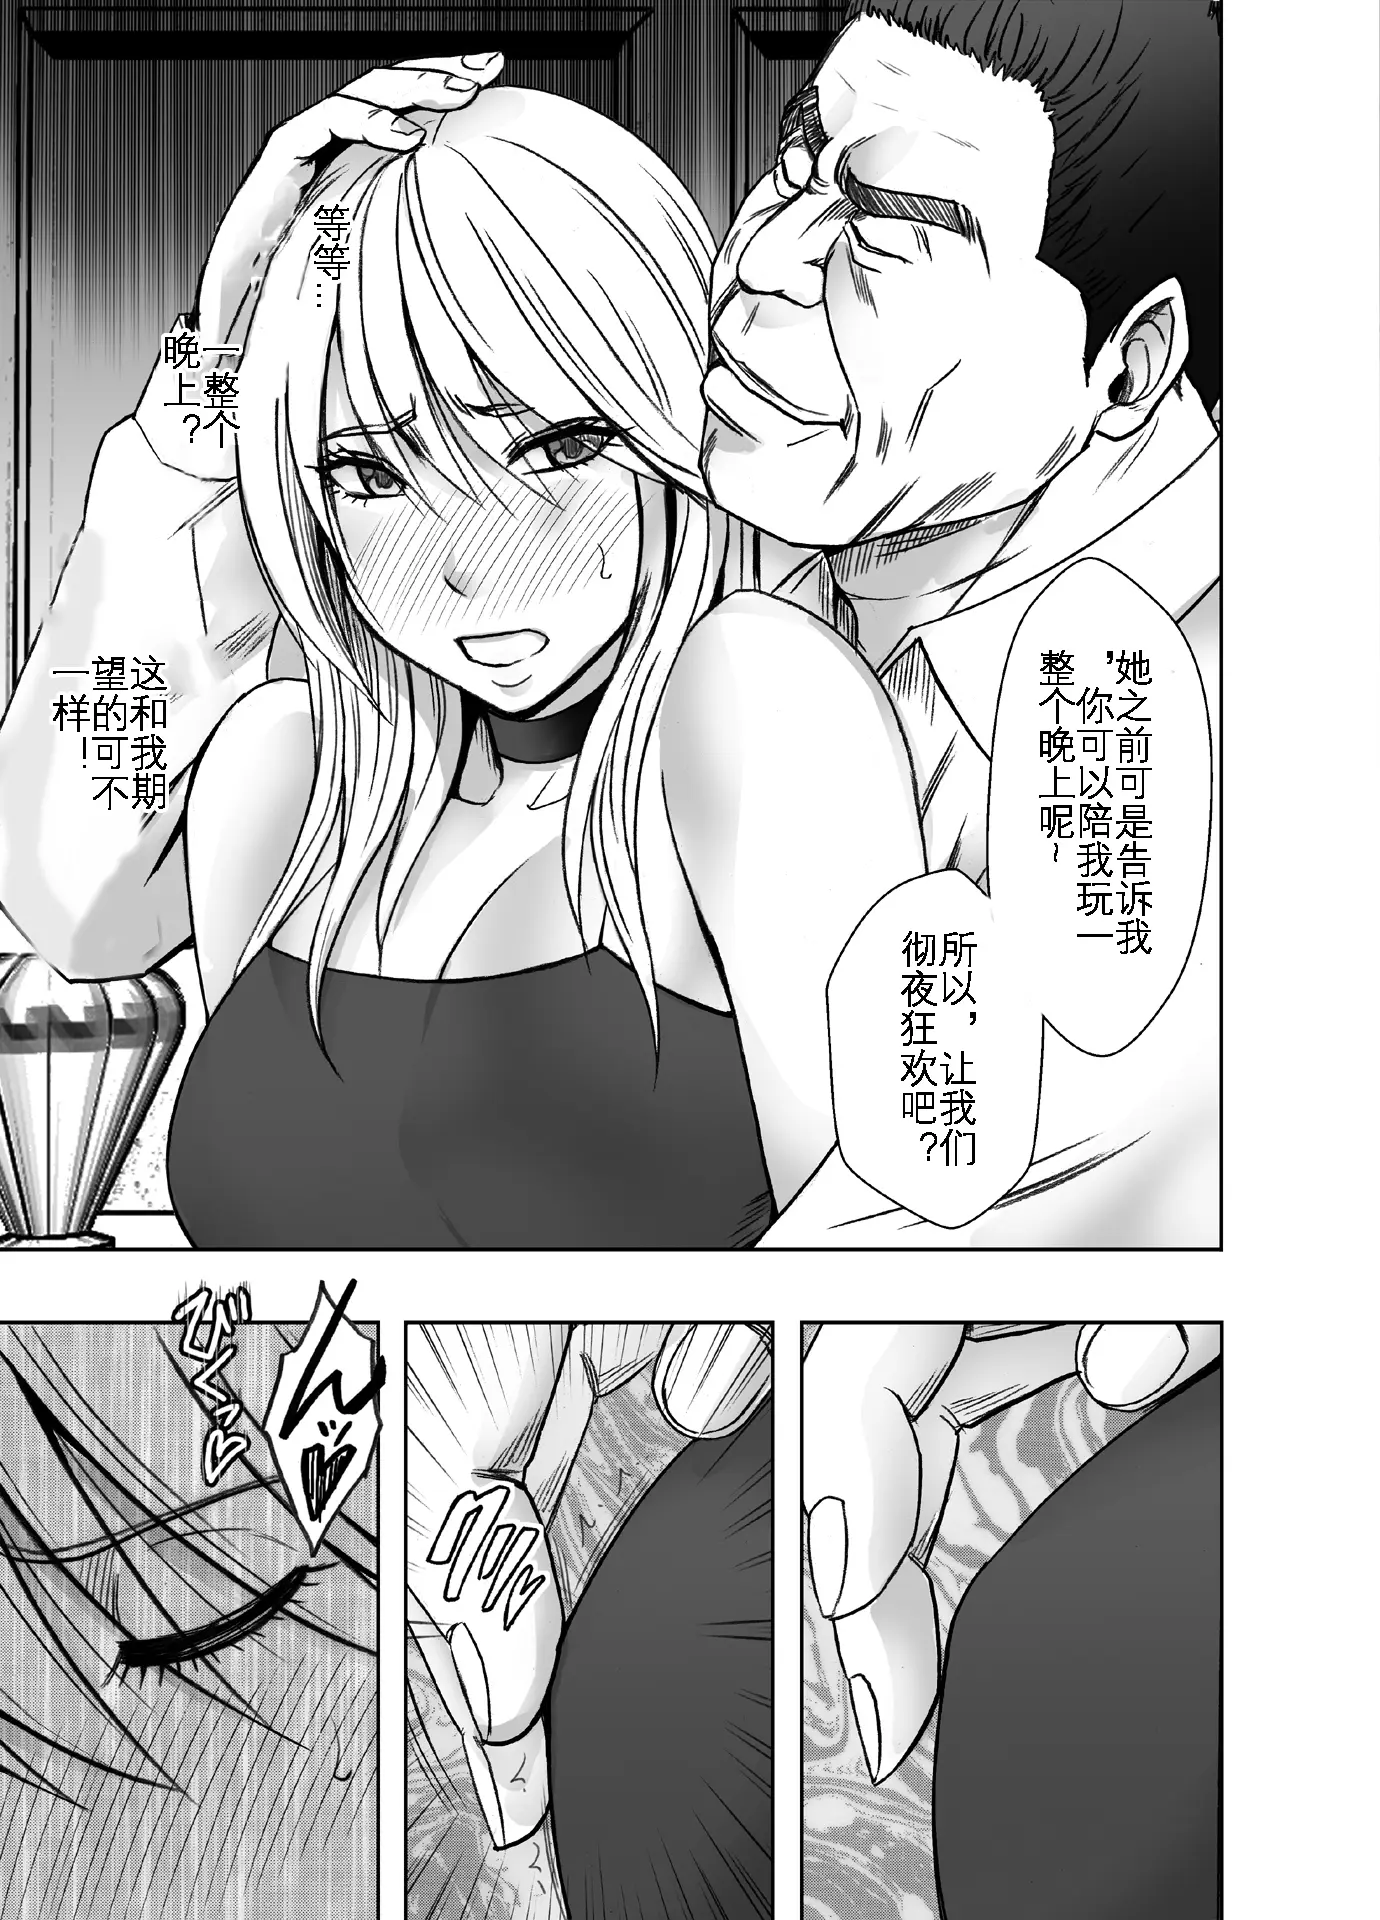 她之前可是告诉我
，你可以陪我玩一
整个晚上呢~
所以，让我们
彻夜狂欢吧？
等等…
一整个
晚上？
这和我期
望的可不
一样！
グッ
んっ
びくっ